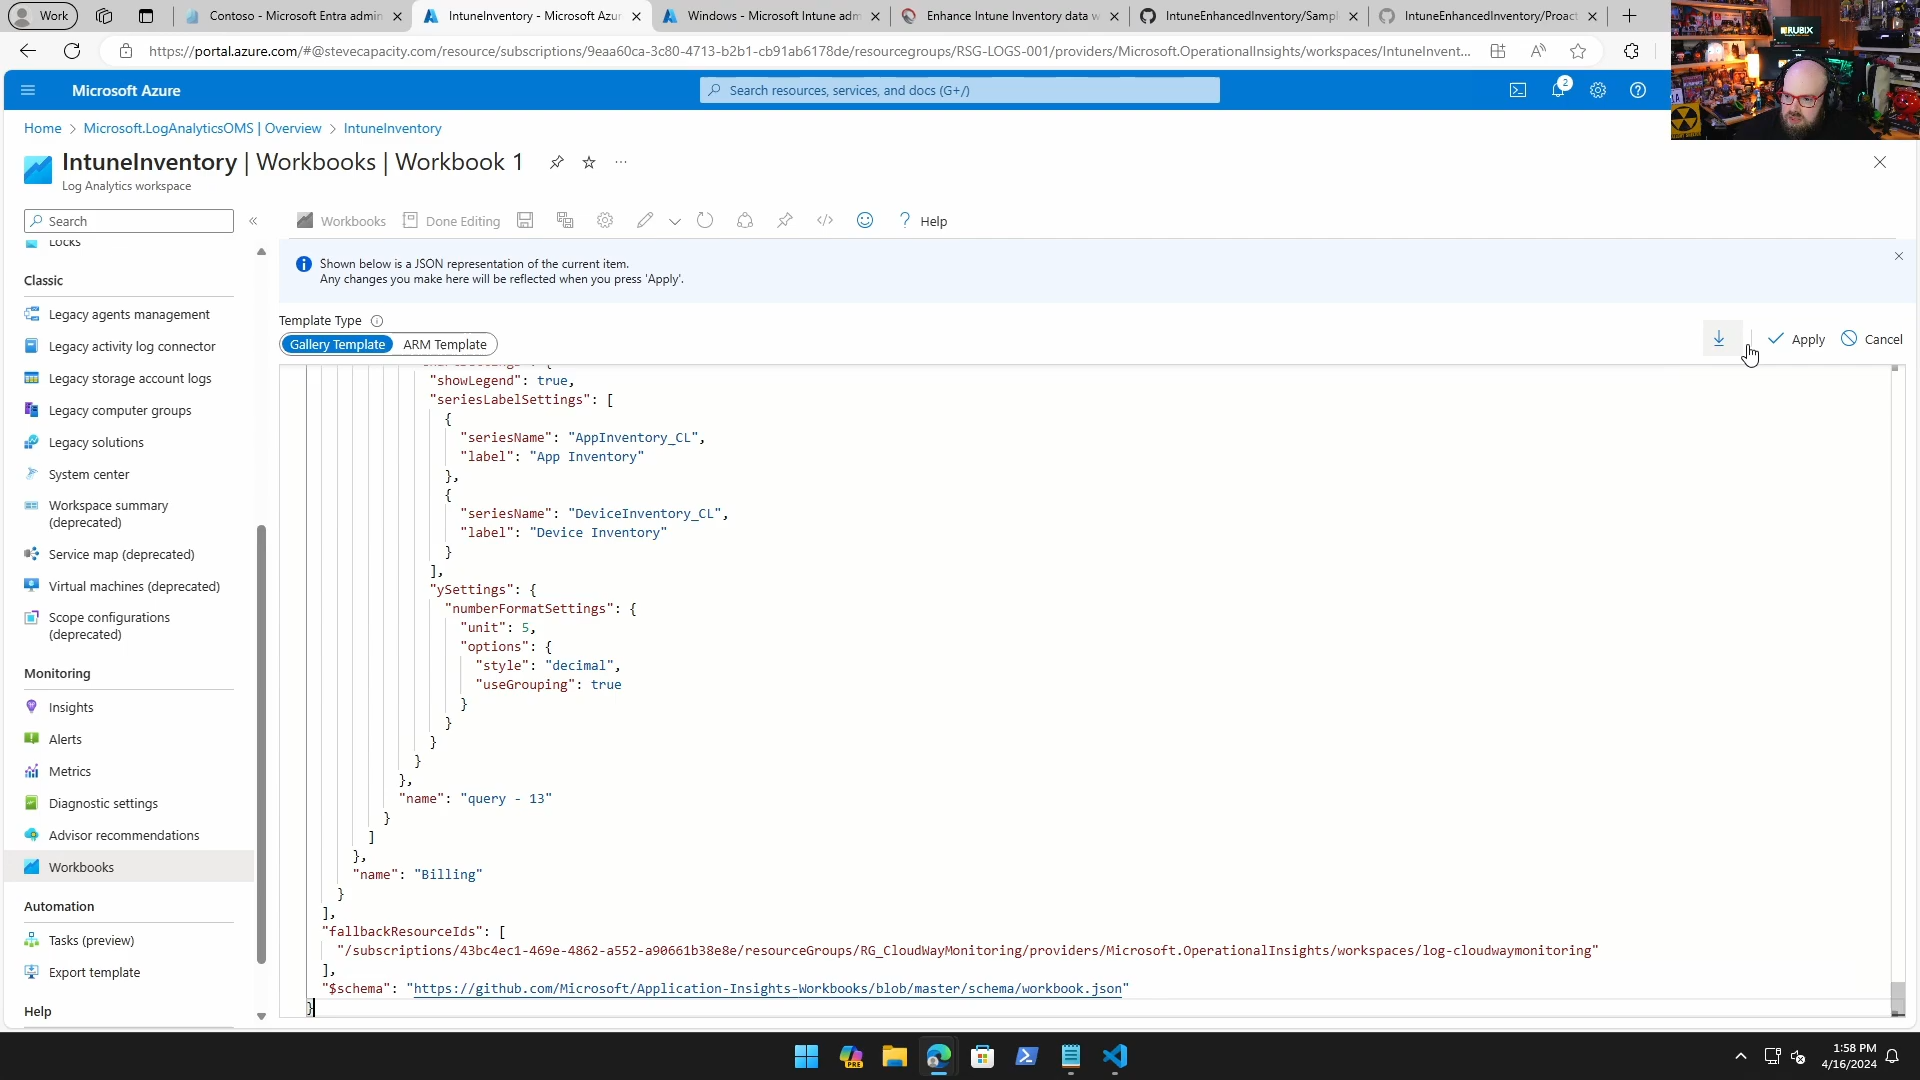 Work
Contoso - Microsoft Entra admin
IntuneInventory - Microsoft Azur
Windows - Microsoft Intune adm
Enhance Intune Inventory data w
IntuneEnhancedInventory/Sampl
IntuneEnhancedInventory/Proact
https://portal.azure.com/#@stevecapacity.com/resource/subscriptions/9eaa60ca-3c80-4713-b2b1-cb91ab6178de/resourcegroups/RSG-LOGS-001/providers/Microsoft.OperationalInsights/workspaces/IntuneInvent...
RUBIX
Microsoft Azure
Search resources, services, and docs (G+/)
2
Home > Microsoft.LogAnalyticsOMS | Overview > IntuneInventory
IntuneInventory | Workbooks | Workbook 1
Log Analytics workspace
Search
Workbooks
Done Editing
Help
Locks
Classic
Legacy agents management
Legacy activity log connector
Legacy storage account logs
Legacy computer groups
Legacy solutions
System center
Workspace summary
(deprecated)
Service map (deprecated)
Virtual machines (deprecated)
Scope configurations
(deprecated)
Monitoring
Insights
Alerts
Metrics
Diagnostic settings
Advisor recommendations
Workbooks
Automation
Tasks (preview)
Export template
Help
Shown below is a JSON representation of the current item.
Any changes you make here will be reflected when you press 'Apply'.
Template Type
Gallery Template
ARM Template
Apply
Cancel
"showLegend": true,
"seriesLabelSettings": [
{
"seriesName": "AppInventory_CL",
"label": "App Inventory"
},
{
"seriesName": "DeviceInventory_CL",
"label": "Device Inventory"
}
],
"ySettings": {
"numberFormatSettings": {
"unit": 5,
"options": {
"style": "decimal",
"useGrouping": true
}
}
}
}
},
"name": "query - 13"
}
]
},
"name": "Billing"
}
],
"fallbackResourceIds": [
"/subscriptions/43bc4ec1-469e-4862-a552-a90661b38e8e/resourceGroups/RG_CloudWayMonitoring/providers/Microsoft.OperationalInsights/workspaces/log-cloudwaymonitoring"
],
"$schema": "https://github.com/Microsoft/Application-Insights-Workbooks/blob/master/schema/workbook.json"
}
PRE
1:58 PM
4/16/2024